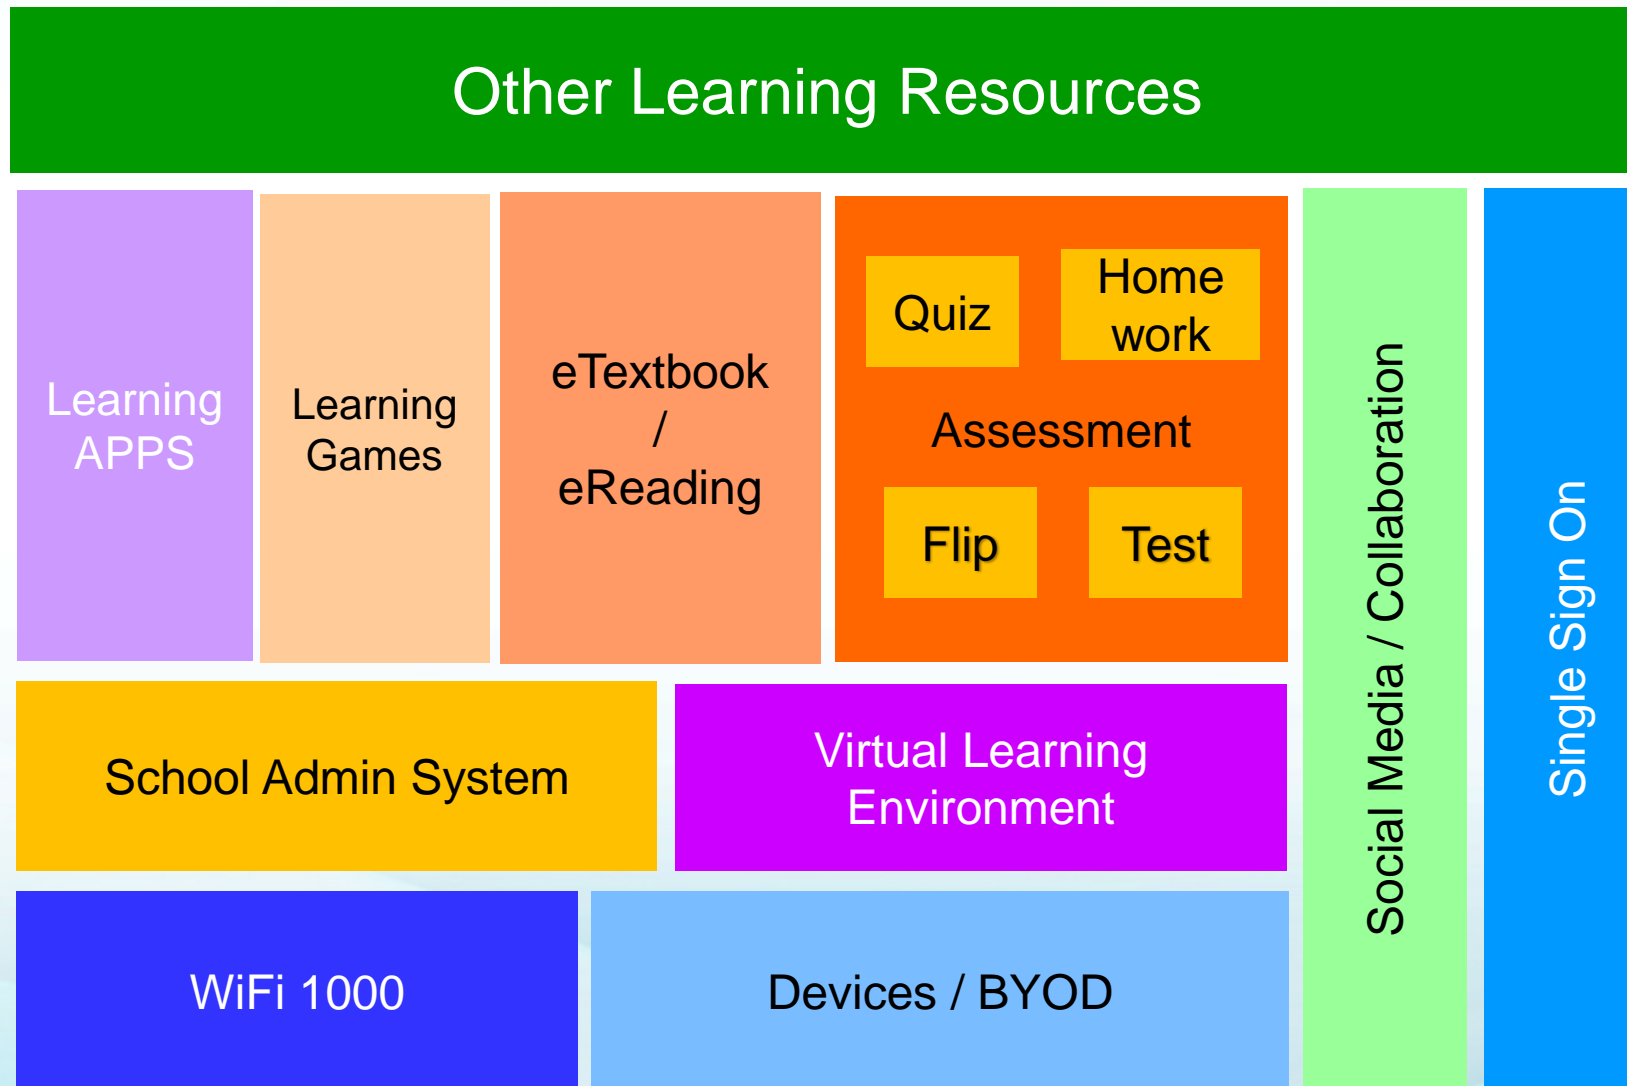 Other Learning Resources
Learning
APPS
Learning
Games
eTextbook
/
eReading
Quiz
Home
work
Assessment
Flip
Test
Social Media / Collaboration
Single Sign On
School Admin System
Virtual Learning
Environment
WiFi 1000
Devices / BYOD